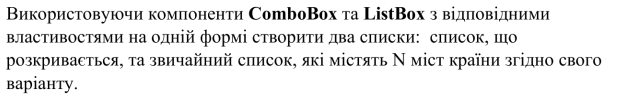 Використовуючи компоненти ComboBox та ListBox з відповідними
властивостями на одній формі створити два списки: список, що
розкривається, та звичайний список, які містять N міст країни згідно свого
варіанту.